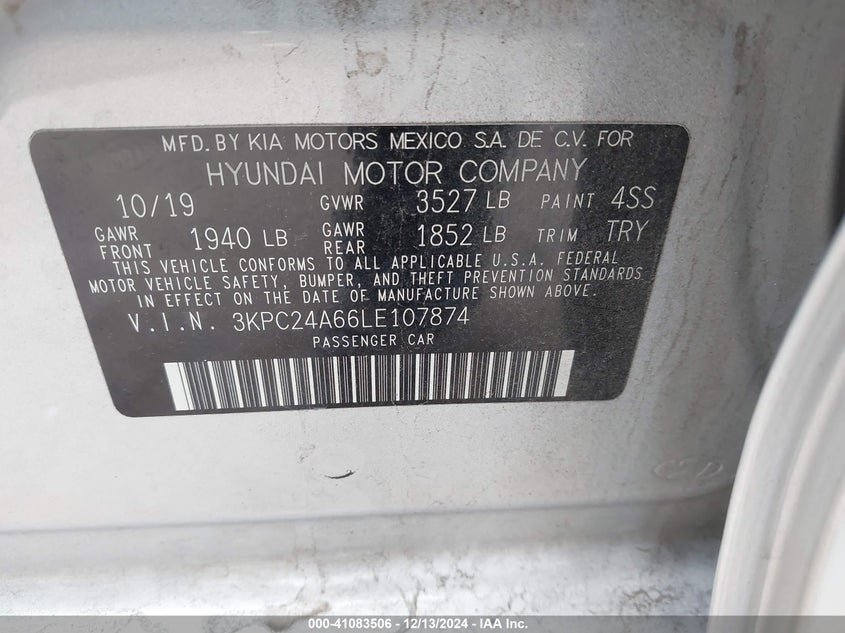 MFD. BY KIA MOTORS MEXICO S.A. DE C.V. FOR
HYUNDAI MOTOR COMPANY
10/19 GVWR 3527 LB PAINT 4SS
GAWR FRONT 1940 LB GAWR REAR 1852 LB TRIM TRY
THIS VEHICLE CONFORMS TO ALL APPLICABLE U.S.A. FEDERAL
MOTOR VEHICLE SAFETY, BUMPER, AND THEFT PREVENTION STANDARDS
IN EFFECT ON THE DATE OF MANUFACTURE SHOWN ABOVE.
V.I.N. 3KPC24A66LE107874
PASSENGER CAR
000-41083506 - 12/13/2024 - IAA Inc.